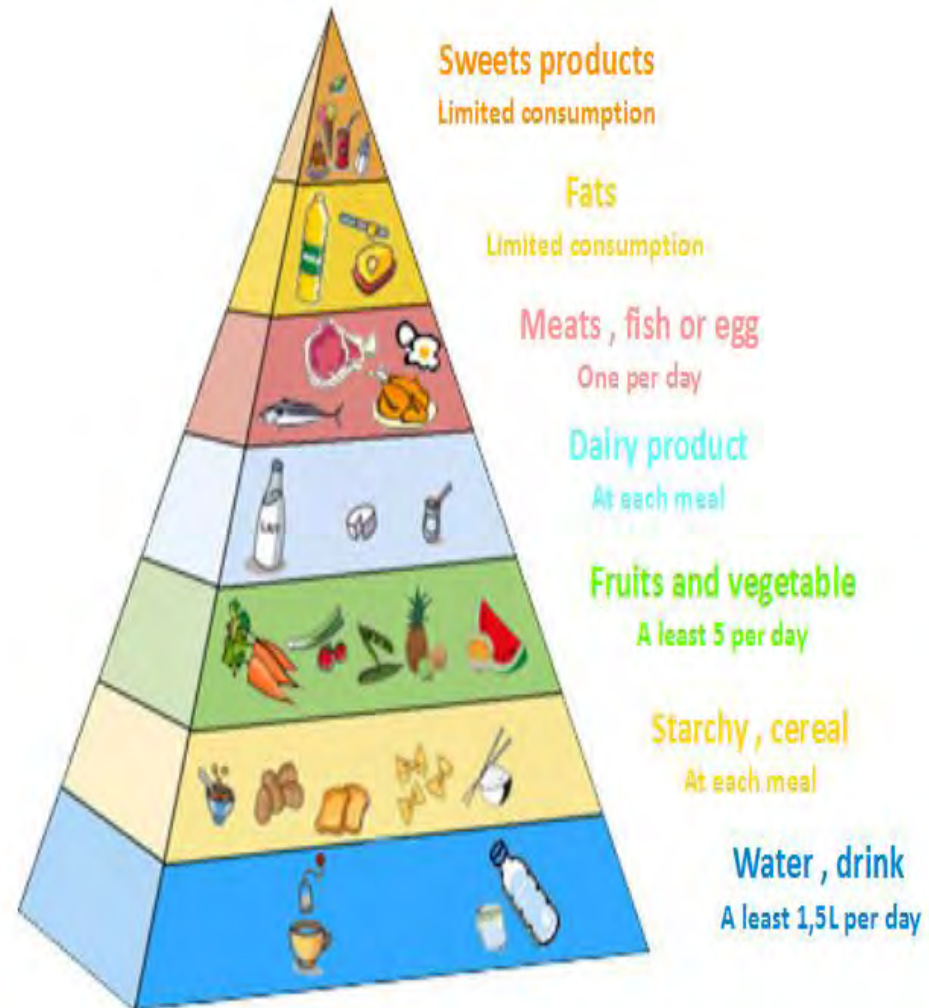 Sweets products
Limited consumption
Fats
Limited consumption
Meats , fish or egg
One per day
Dairy product
At each meal
Fruits and vegetable
A least 5 per day
Starchy , cereal
At each meal
Water , drink
A least 1,5L per day